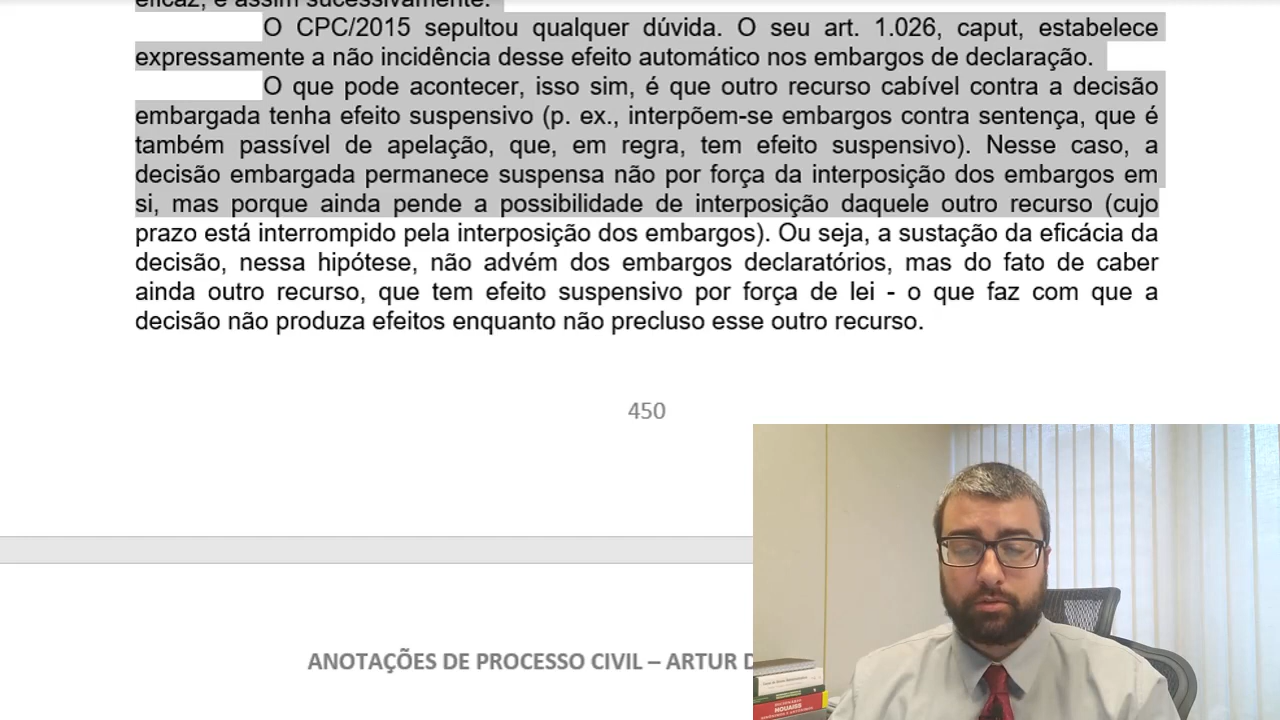 eficaz, e assim sucessivamente.
O CPC/2015 sepultou qualquer dúvida. O seu art. 1.026, caput, estabelece
expressamente a não incidência desse efeito automático nos embargos de declaração.
O que pode acontecer, isso sim, é que outro recurso cabível contra a decisão
embargada tenha efeito suspensivo (p. ex., interpõem-se embargos contra sentença, que é
também passível de apelação, que, em regra, tem efeito suspensivo). Nesse caso, a
decisão embargada permanece suspensa não por força da interposição dos embargos em
si, mas porque ainda pende a possibilidade de interposição daquele outro recurso (cujo
prazo está interrompido pela interposição dos embargos). Ou seja, a sustação da eficácia da
decisão, nessa hipótese, não advém dos embargos declaratórios, mas do fato de caber
ainda outro recurso, que tem efeito suspensivo por força de lei - o que faz com que a
decisão não produza efeitos enquanto não precluso esse outro recurso.
450
ANOTAÇÕES DE PROCESSO CIVIL – ARTUR D
HOUAISS